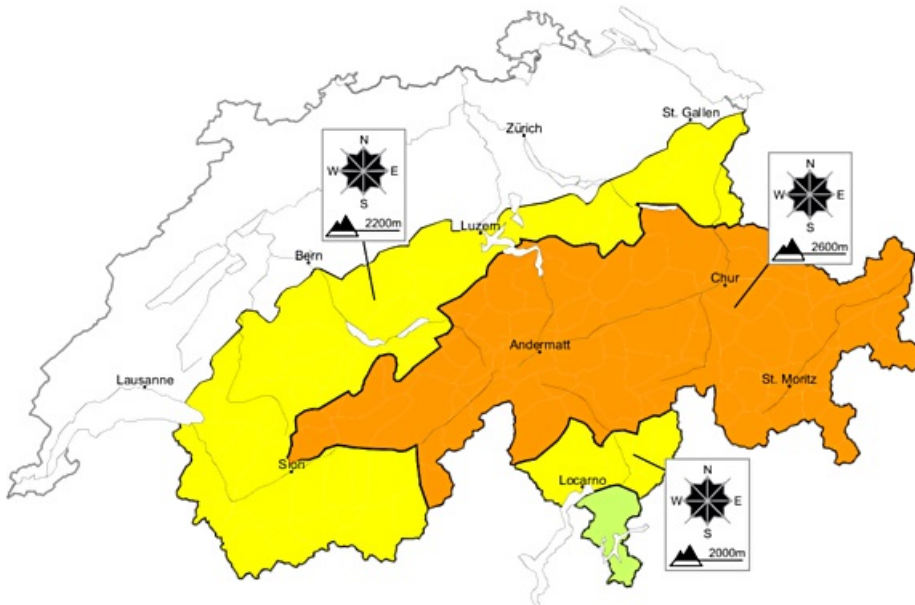 St. Gallen
Zürich
N
W E
S
2200m
N
W E
S
2600m
Luzern
Bern
Chur
Andermatt
Lausanne
St. Moritz
Sion
Locarno
N
W E
S
2000m